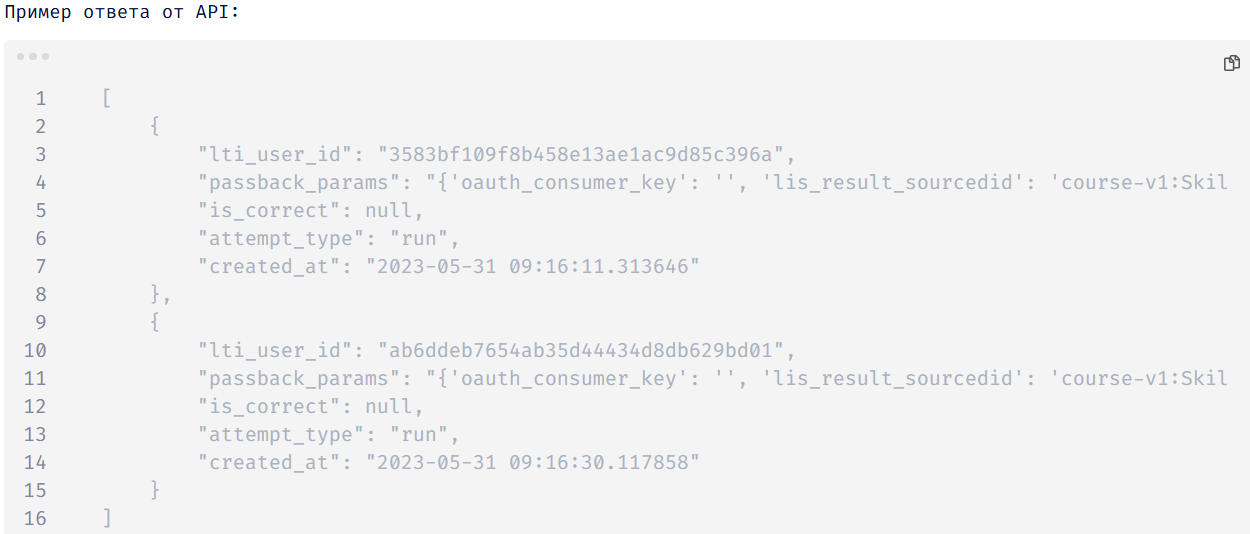 Пример ответа от API:
1 [
2 {
3 "lti_user_id": "3583bf109f8b458e13ae1ac9d85c396a",
4 "passback_params": "{'oauth_consumer_key': '', 'lis_result_sourcedid': 'course-v1:Skil
5 "is_correct": null,
6 "attempt_type": "run",
7 "created_at": "2023-05-31 09:16:11.313646"
8 },
9 {
10 "lti_user_id": "ab6ddeb7654ab35d44434d8db629bd01",
11 "passback_params": "{'oauth_consumer_key': '', 'lis_result_sourcedid': 'course-v1:Skil
12 "is_correct": null,
13 "attempt_type": "run",
14 "created_at": "2023-05-31 09:16:30.117858"
15 }
16 ]